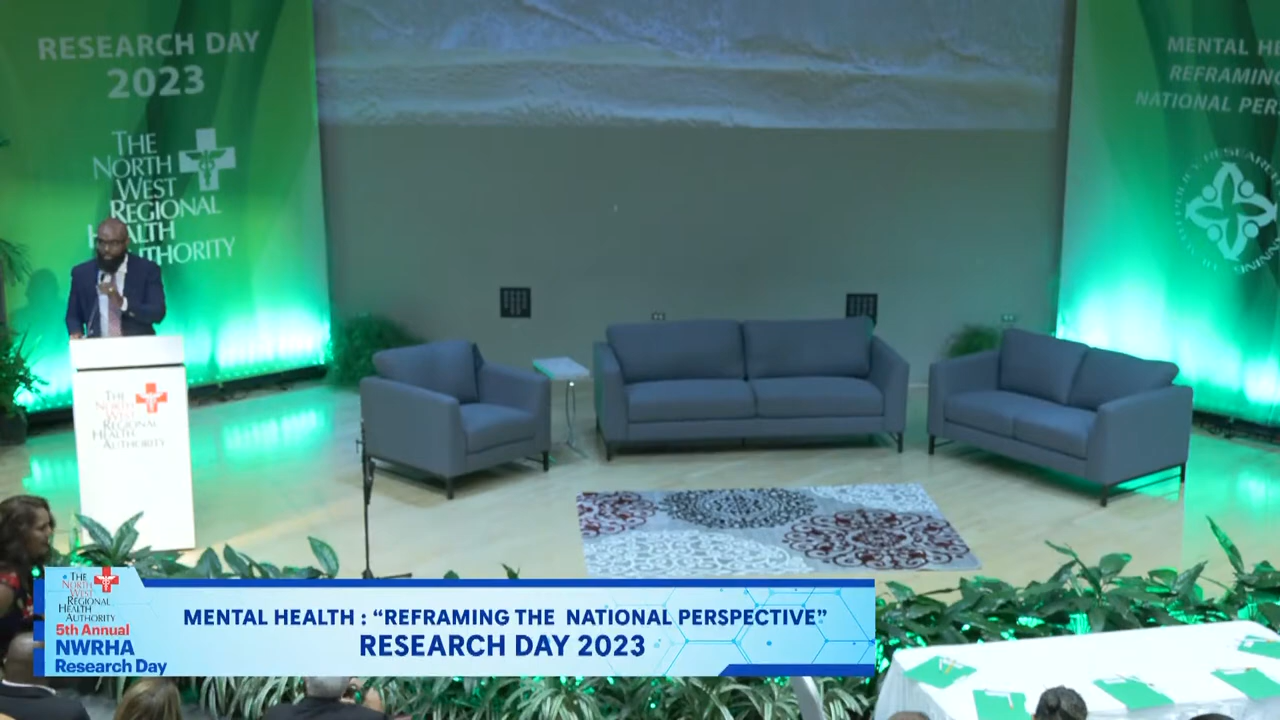 RESEARCH DAY
2023
THE
NORTH
WEST
REGIONAL
HEALTH
AUTHORITY
MENTAL
REFRAMING
NATIONAL
THE
NORTH
WEST
REGIONAL
HEALTH
AUTHORITY
THE
NORTH
WEST
REGIONAL
HEALTH
AUTHORITY
5th Annual
NWRHA
Research Day
MENTAL HEALTH : “REFRAMING THE NATIONAL PERSPECTIVE”
RESEARCH DAY 2023